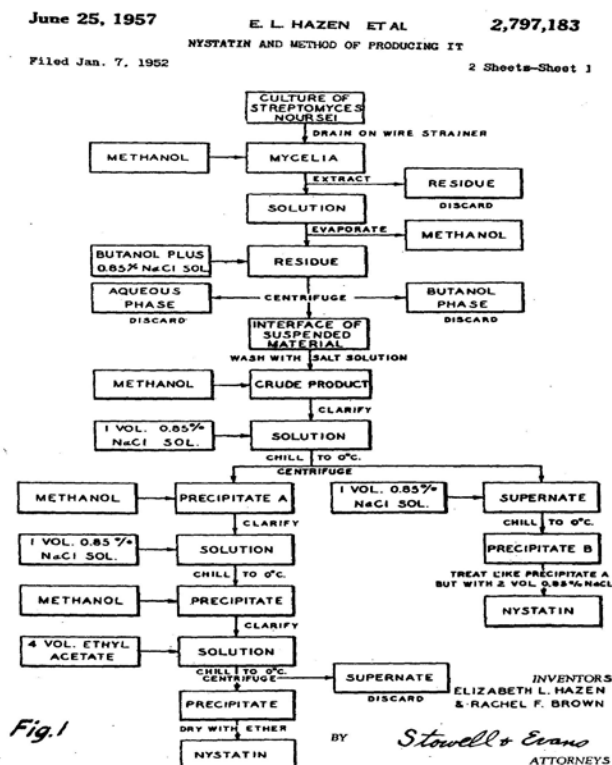 June 25, 1957
E. L. HAZEN ET AL
2,797,183
NYSTATIN AND METHOD OF PRODUCING IT
Filed Jan. 7, 1952
2 Sheets-Sheet 1
CULTURE OF
STREPTOMYCES
NOURSEI
DRAIN ON WIRE STRAINER
METHANOL
MYCELIA
EXTRACT
RESIDUE
DISCARD
SOLUTION
EVAPORATE
METHANOL
BUTANOL PLUS
0.85% NaCl SOL.
RESIDUE
AQUEOUS
PHASE
DISCARD
CENTRIFUGE
BUTANOL
PHASE
DISCARD
INTERFACE OF
SUSPENDED
MATERIAL
WASH WITH SALT SOLUTION
METHANOL
CRUDE PRODUCT
CLARIFY
1 VOL. 0.85%
NaCl SOL.
SOLUTION
CHILL TO 0°C.
CENTRIFUGE
METHANOL
PRECIPITATE A
CLARIFY
1 VOL. 0.85%
NaCl SOL.
SUPERNATE
CHILL TO 0°C.
1 VOL. 0.85 %
NaCl SOL.
SOLUTION
CHILL TO 0°C.
PRECIPITATE B
TREAT LIKE PRECIPITATE A
BUT WITH 2 VOL. 0.85% NaCl
NYSTATIN
METHANOL
PRECIPITATE
CLARIFY
4 VOL. ETHYL
ACETATE
SOLUTION
CHILL TO 0°C.
CENTRIFUGE
SUPERNATE
DISCARD
PRECIPITATE
DRY WITH ETHER
NYSTATIN
Fig.1
INVENTORS
ELIZABETH L. HAZEN
& RACHEL F. BROWN
BY
Stowell & Evans
ATTORNEYS